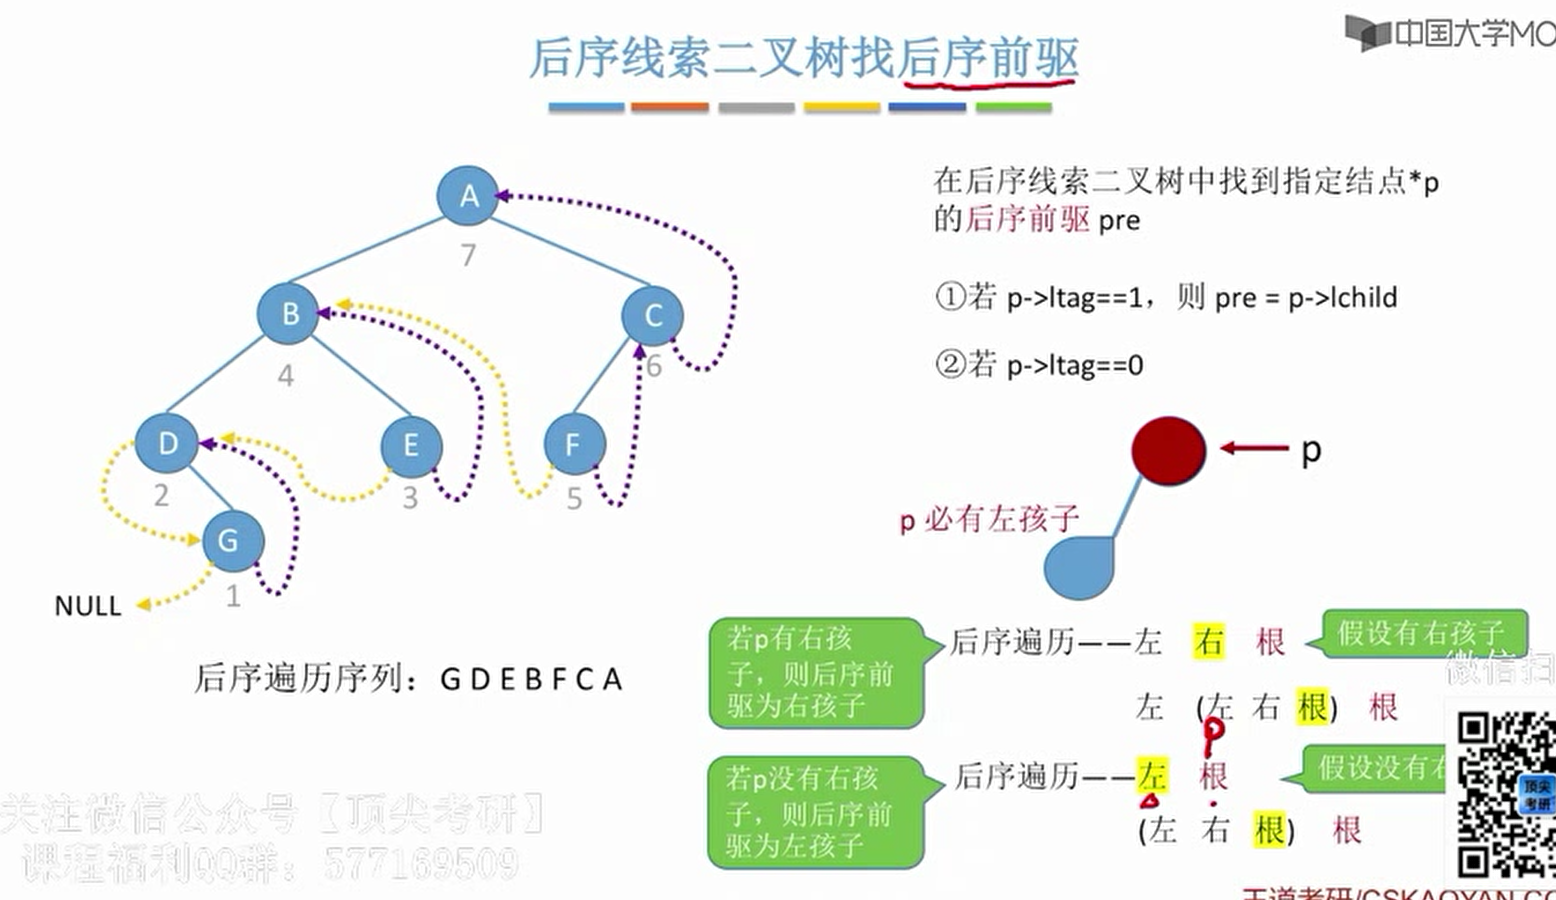 中国大学MO
后序线索二叉树找后序前驱
在后序线索二叉树中找到指定结点*p
的后序前驱 pre
①若 p->ltag==1，则 pre = p->lchild
②若 p->ltag==0
A
7
B
C
4
6
D
E
F
2
3
5
G
1
NULL
p
p 必有左孩子
后序遍历序列：G D E B F C A
若p有右孩
子，则后序前
驱为右孩子
后序遍历——左 右 根
假设有右孩子
左 (左 右 根) 根
p
若p没有右孩
子，则后序前
驱为左孩子
后序遍历——左 根
假设没有右
(左 右 根) 根
微信扫
顶尖
考研
关注微信公众号【顶尖考研】
课程福利QQ群：577169509
王道考研/CSKAOYAN.CO